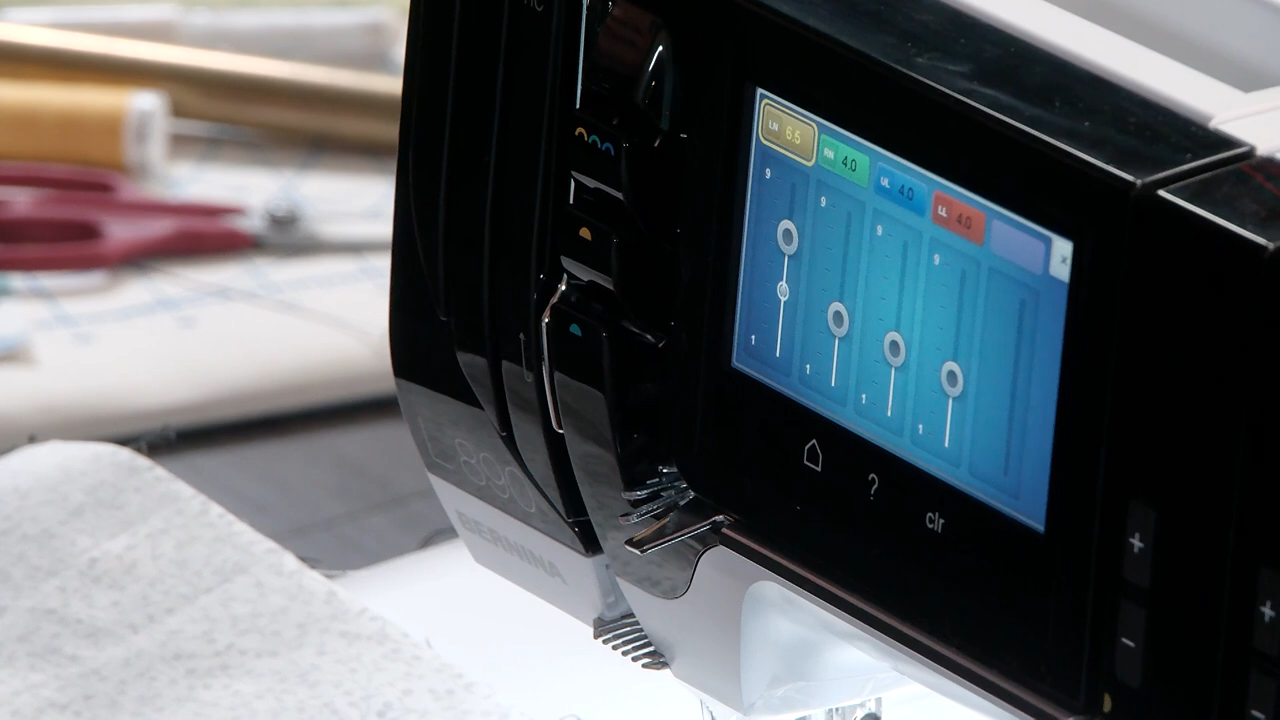 LN 6.5
RN 4.0
UL 4.0
LL 4.0
x
9 9 9 9
1 1 1 1
? clr
+
-
+
-
L 890
BERNINA